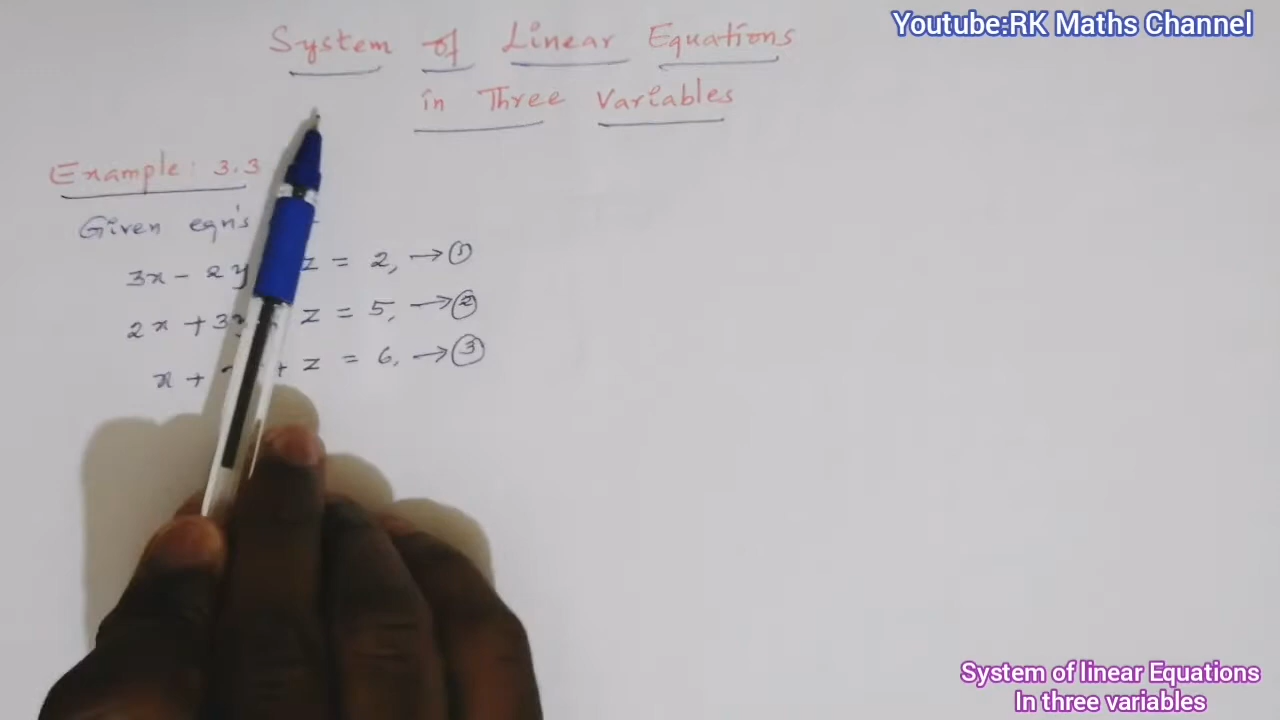 Youtube:RK Maths Channel
System of Linear Equations
in Three Variables
Example: 3.3
Given eqn's
3x - 2y z = 2, → ①
2x + 3y z = 5, → ②
x + + z = 6, → ③
System of linear Equations
In three variables